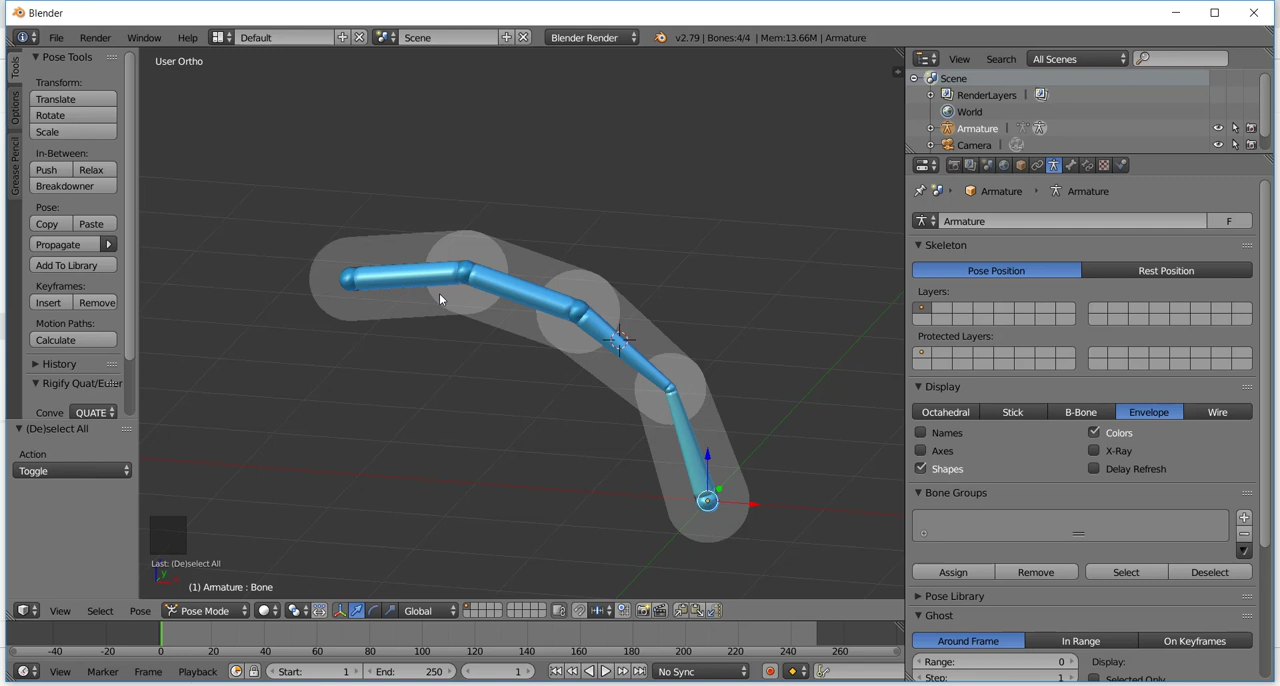 Blender
File Render Window Help Default Scene Blender Render v2.79 | Bones:4/4 | Mem:13.66M | Armature
Tools
Options
Grease Pencil
Pose Tools
Transform:
Translate
Rotate
Scale
In-Between:
Push Relax
Breakdowner
Pose:
Copy Paste
Propagate
Add To Library
Keyframes:
Insert Remove
Motion Paths:
Calculate
History
Rigify Quat/Euler
Conve QUATE
(De)select All
Action
Toggle
User Ortho
Last: (De)select All
y
(1) Armature : Bone
View Select Pose Pose Mode Global
-40 -20 0 20 40 60 80 100 120 140 160 180 200 220 240 260
View Marker Frame Playback Start: 1 End: 250 1 No Sync
View Search All Scenes
Scene
RenderLayers
World
Armature
Camera
Armature Armature
Armature F
Skeleton
Pose Position Rest Position
Layers:
Protected Layers:
Display
Octahedral Stick B-Bone Envelope Wire
Names Colors
Axes X-Ray
Shapes Delay Refresh
Bone Groups
Assign Remove Select Deselect
Pose Library
Ghost
Around Frame In Range On Keyframes
Range: 0 Display:
Step: 1 Selected Only